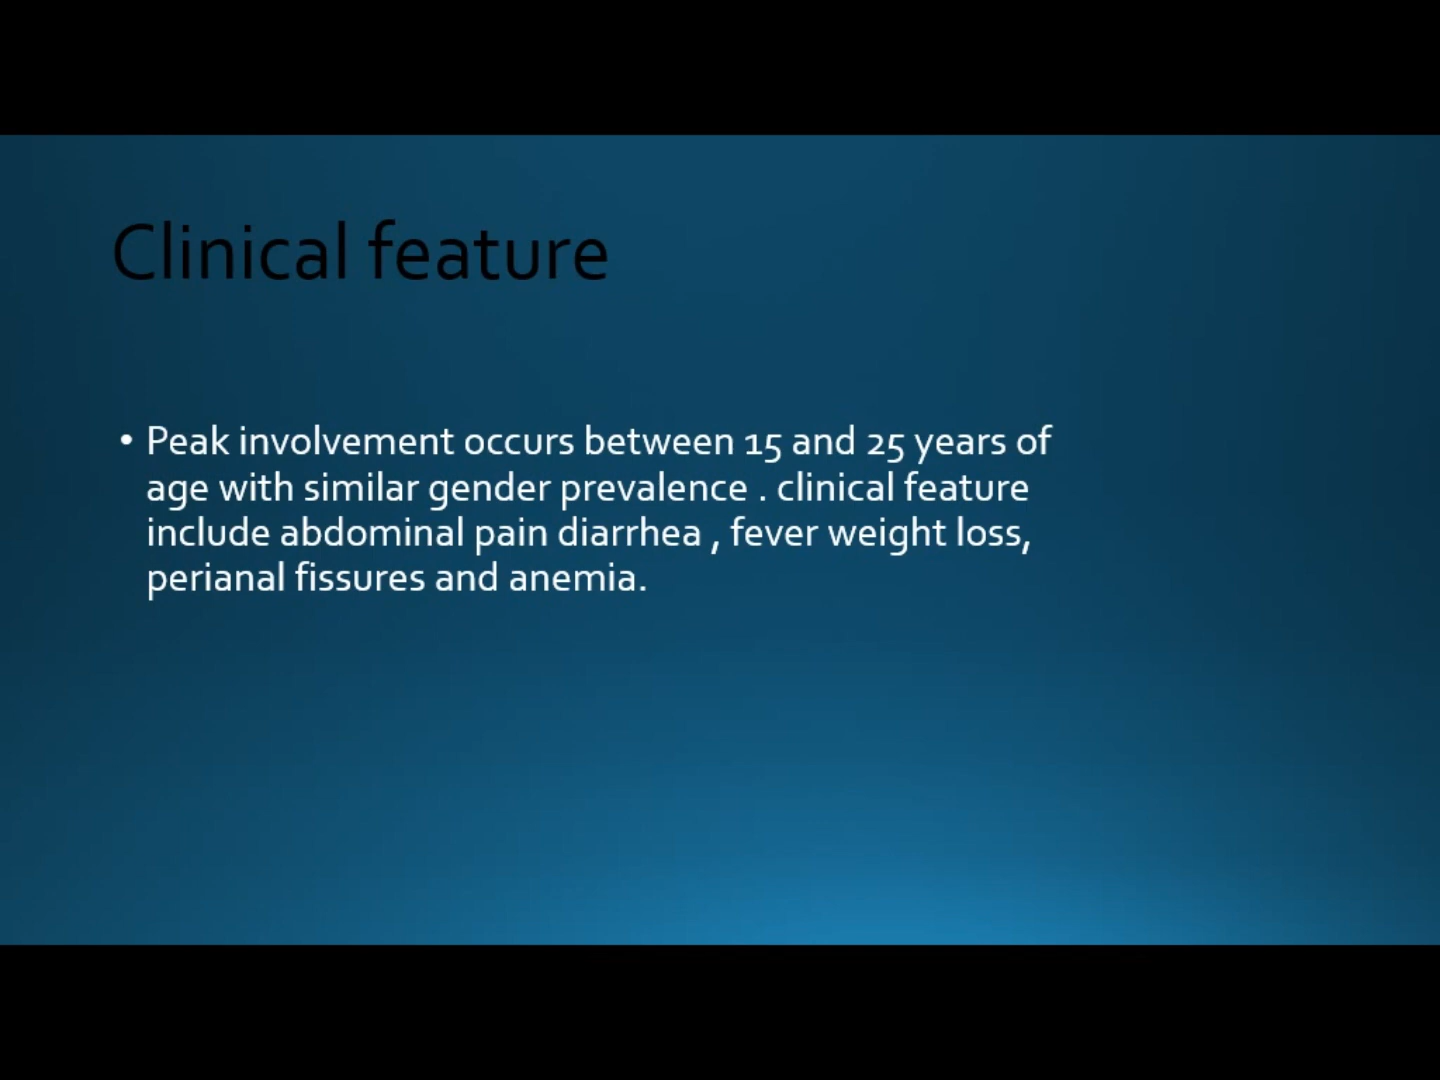 Clinical feature
• Peak involvement occurs between 15 and 25 years of
age with similar gender prevalence . clinical feature
include abdominal pain diarrhea , fever weight loss,
perianal fissures and anemia.